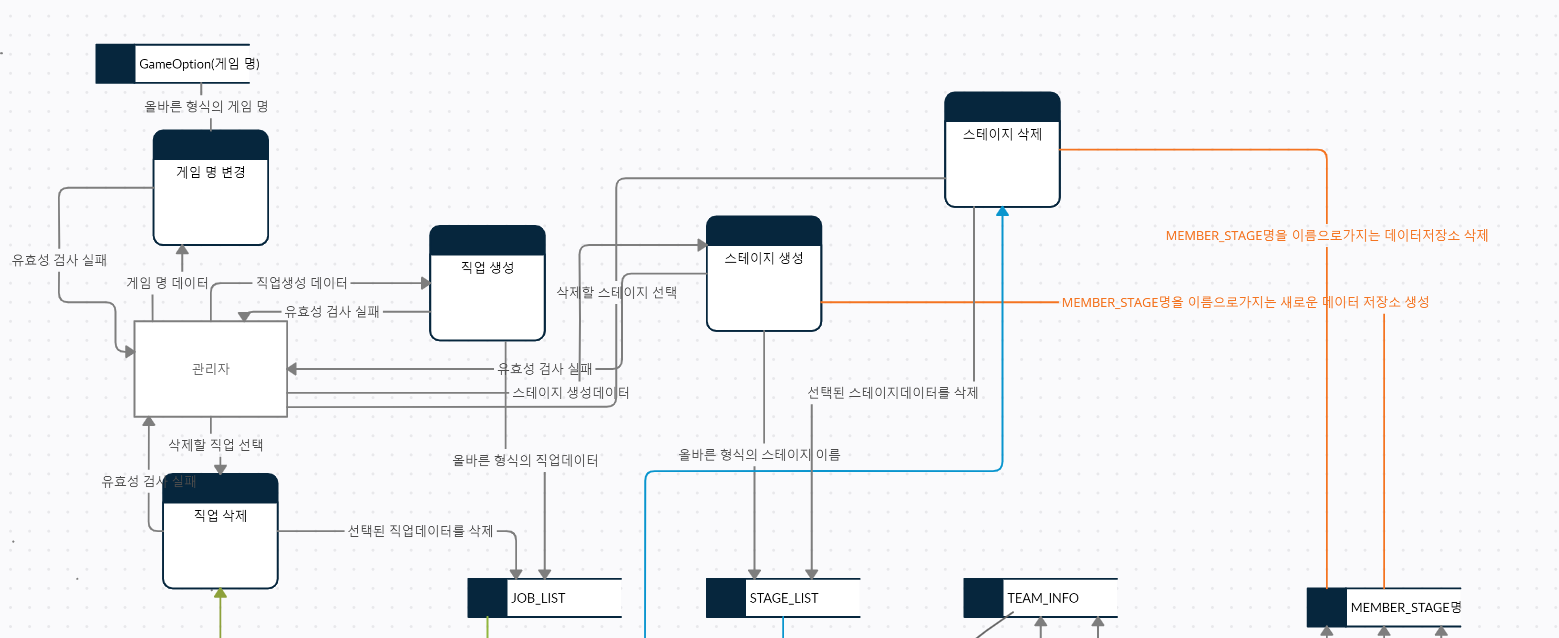 GameOption(게임 명)
올바른 형식의 게임 명
스테이지 삭제
게임 명 변경
MEMBER_STAGE명을 이름으로가지는 데이터저장소 삭제
유효성 검사 실패
직업 생성
스테이지 생성
게임 명 데이터
직업생성 데이터
삭제할 스테이지 선택
MEMBER_STAGE명을 이름으로가지는 새로운 데이터 저장소 생성
유효성 검사 실패
관리자
유효성 검사 실패
스테이지 생성데이터
선택된 스테이지데이터를 삭제
삭제할 직업 선택
올바른 형식의 직업데이터
올바른 형식의 스테이지 이름
유효성 검사 실패
직업 삭제
선택된 직업데이터를 삭제
JOB_LIST
STAGE_LIST
TEAM_INFO
MEMBER_STAGE명